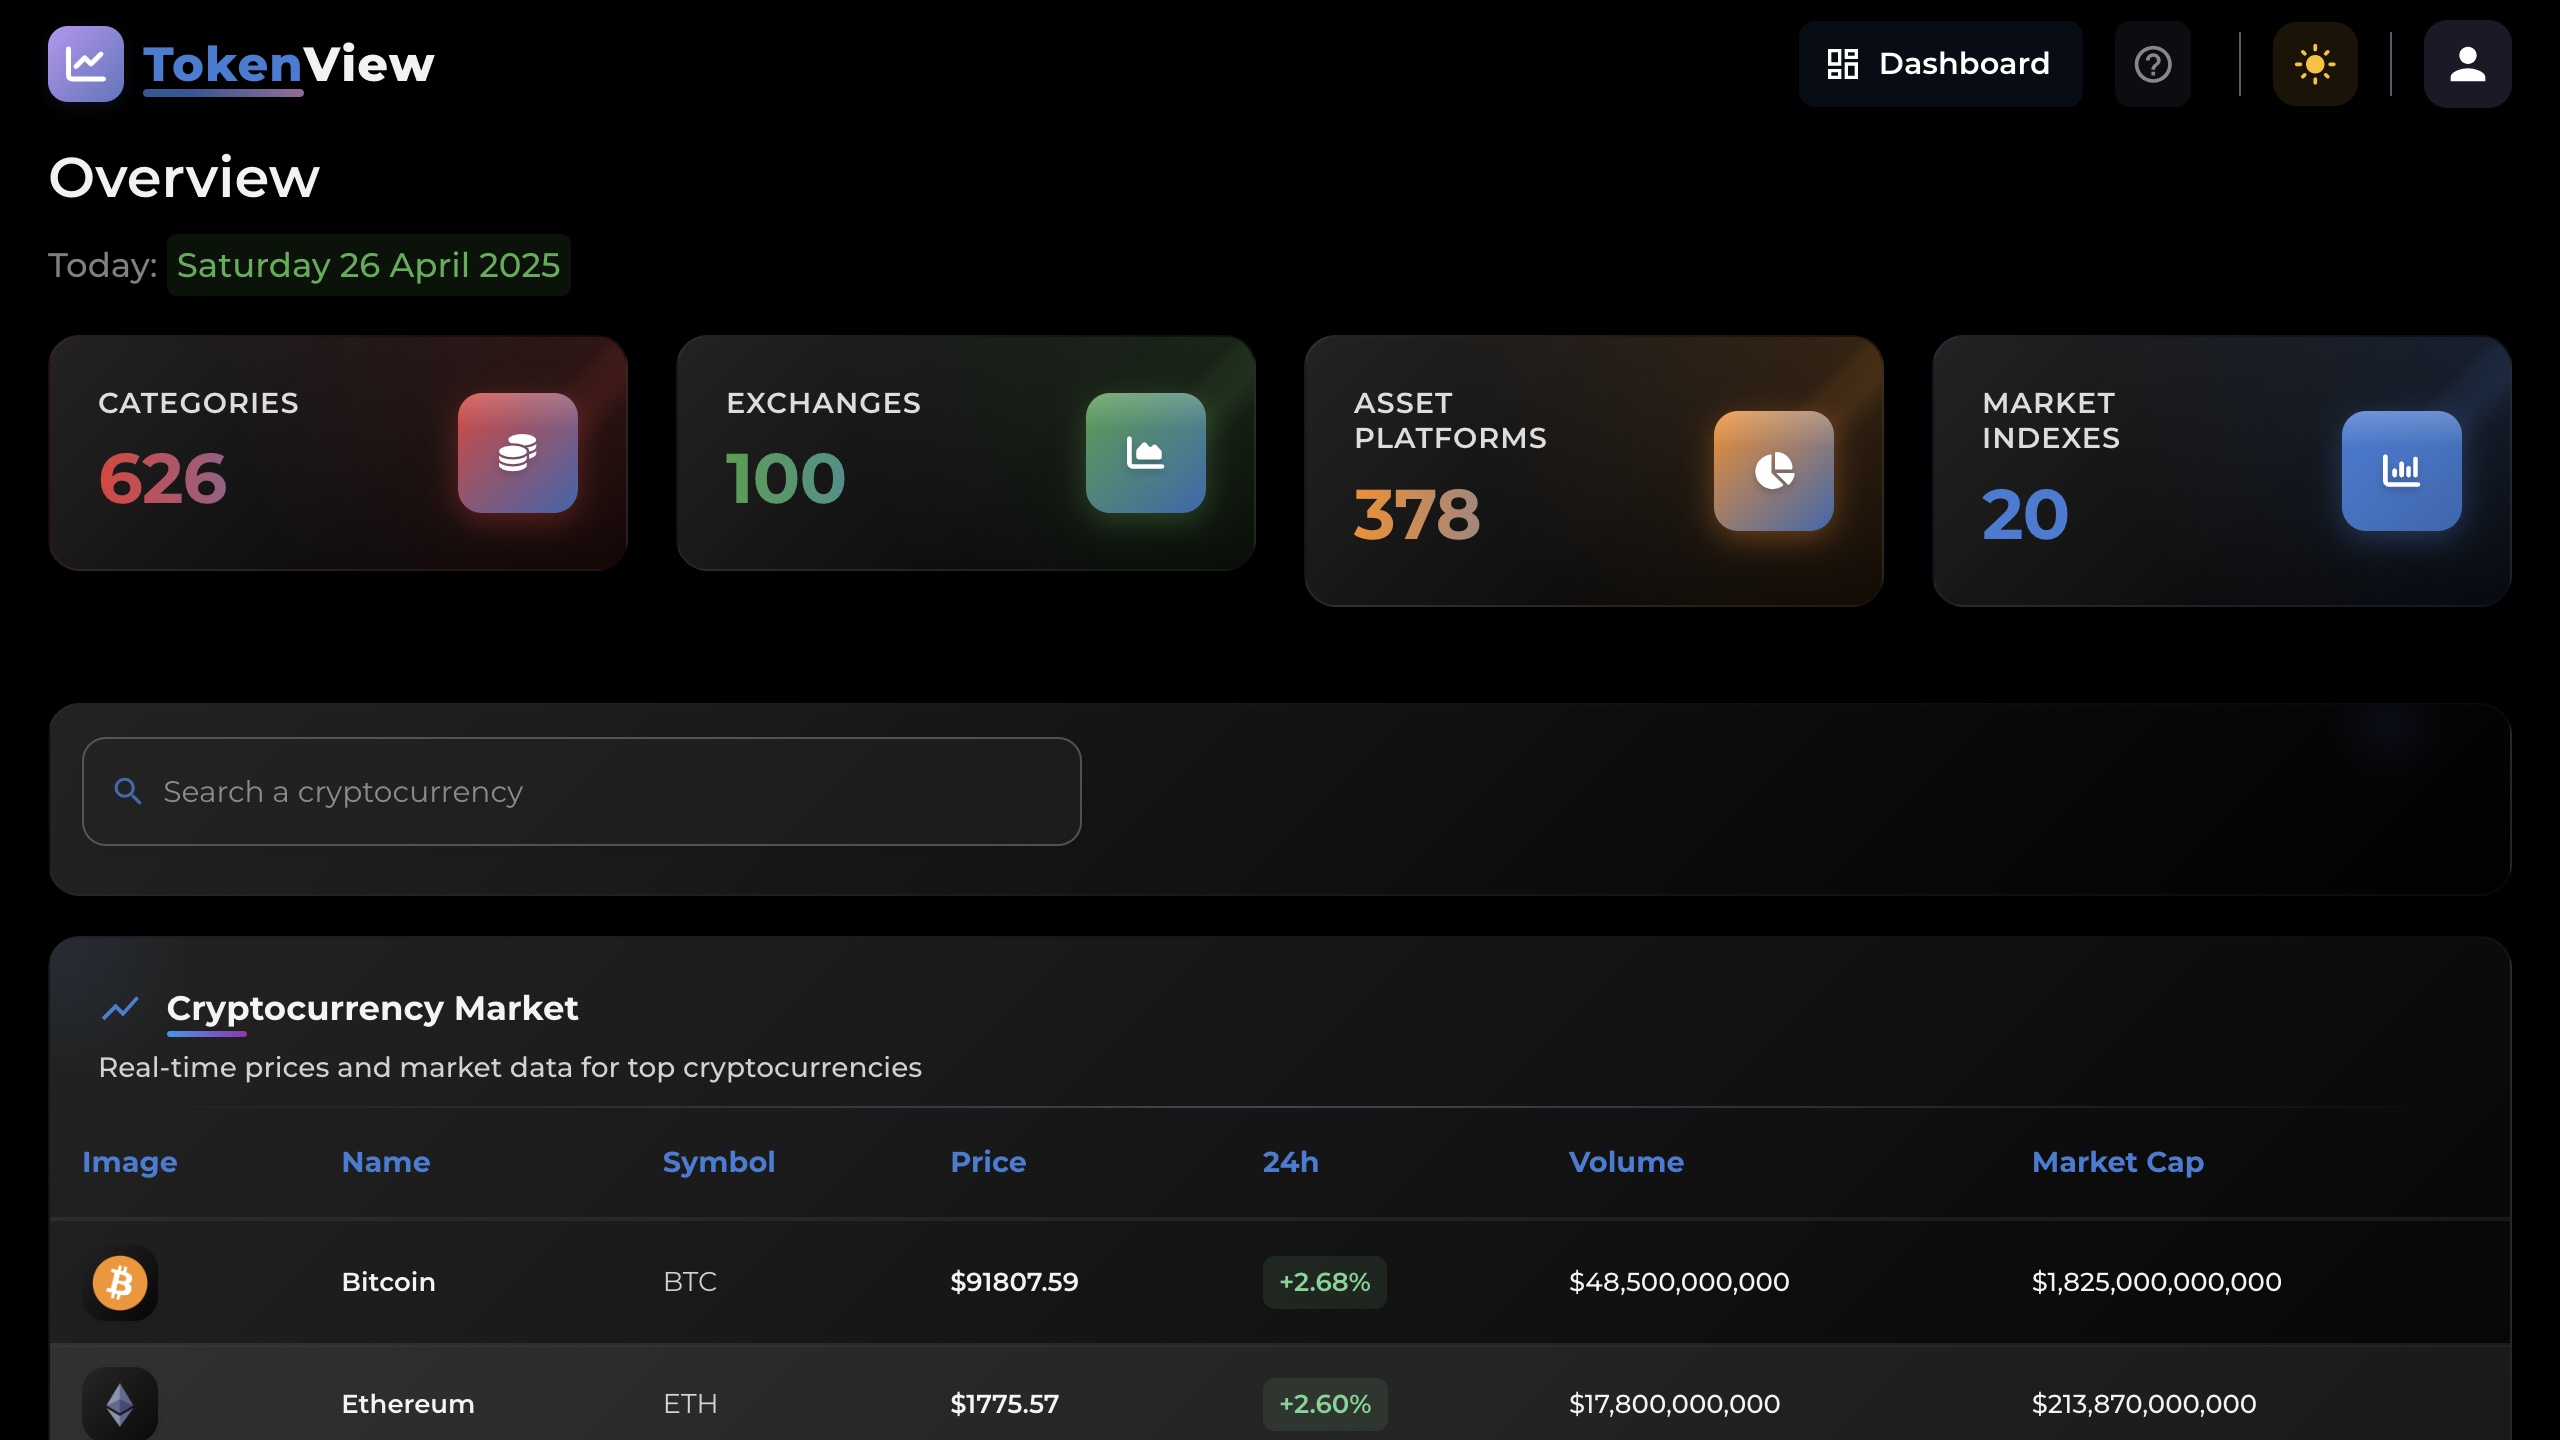 TokenView
Dashboard
Overview
Today: Saturday 26 April 2025
CATEGORIES
626
EXCHANGES
100
ASSET
PLATFORMS
378
MARKET
INDEXES
20
Search a cryptocurrency
Cryptocurrency Market
Real-time prices and market data for top cryptocurrencies
Image Name Symbol Price 24h Volume Market Cap
Bitcoin BTC $91807.59 +2.68% $48,500,000,000 $1,825,000,000,000
Ethereum ETH $1775.57 +2.60% $17,800,000,000 $213,870,000,000